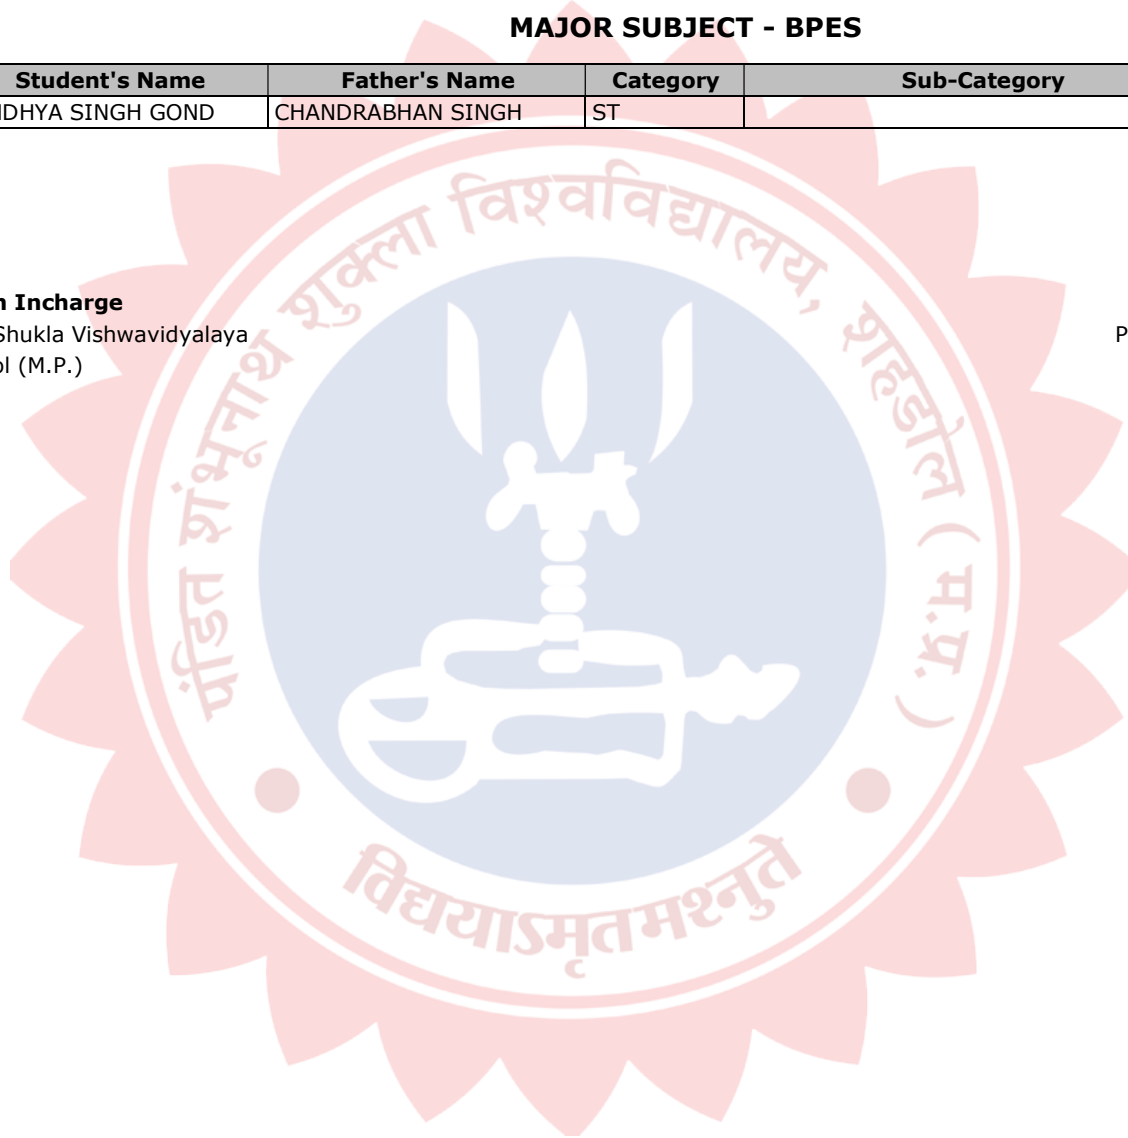 MAJOR SUBJECT - BPES
Student's Name Father's Name Category Sub-Category
DHYA SINGH GOND CHANDRABHAN SINGH ST
Incharge
Shukla Vishwavidyalaya P
ol (M.P.)
पंडित शंभूनाथ शुक्ला विश्वविद्यालय, शहडोल (म.प्र.)
विद्ययाऽमृतमश्नुते